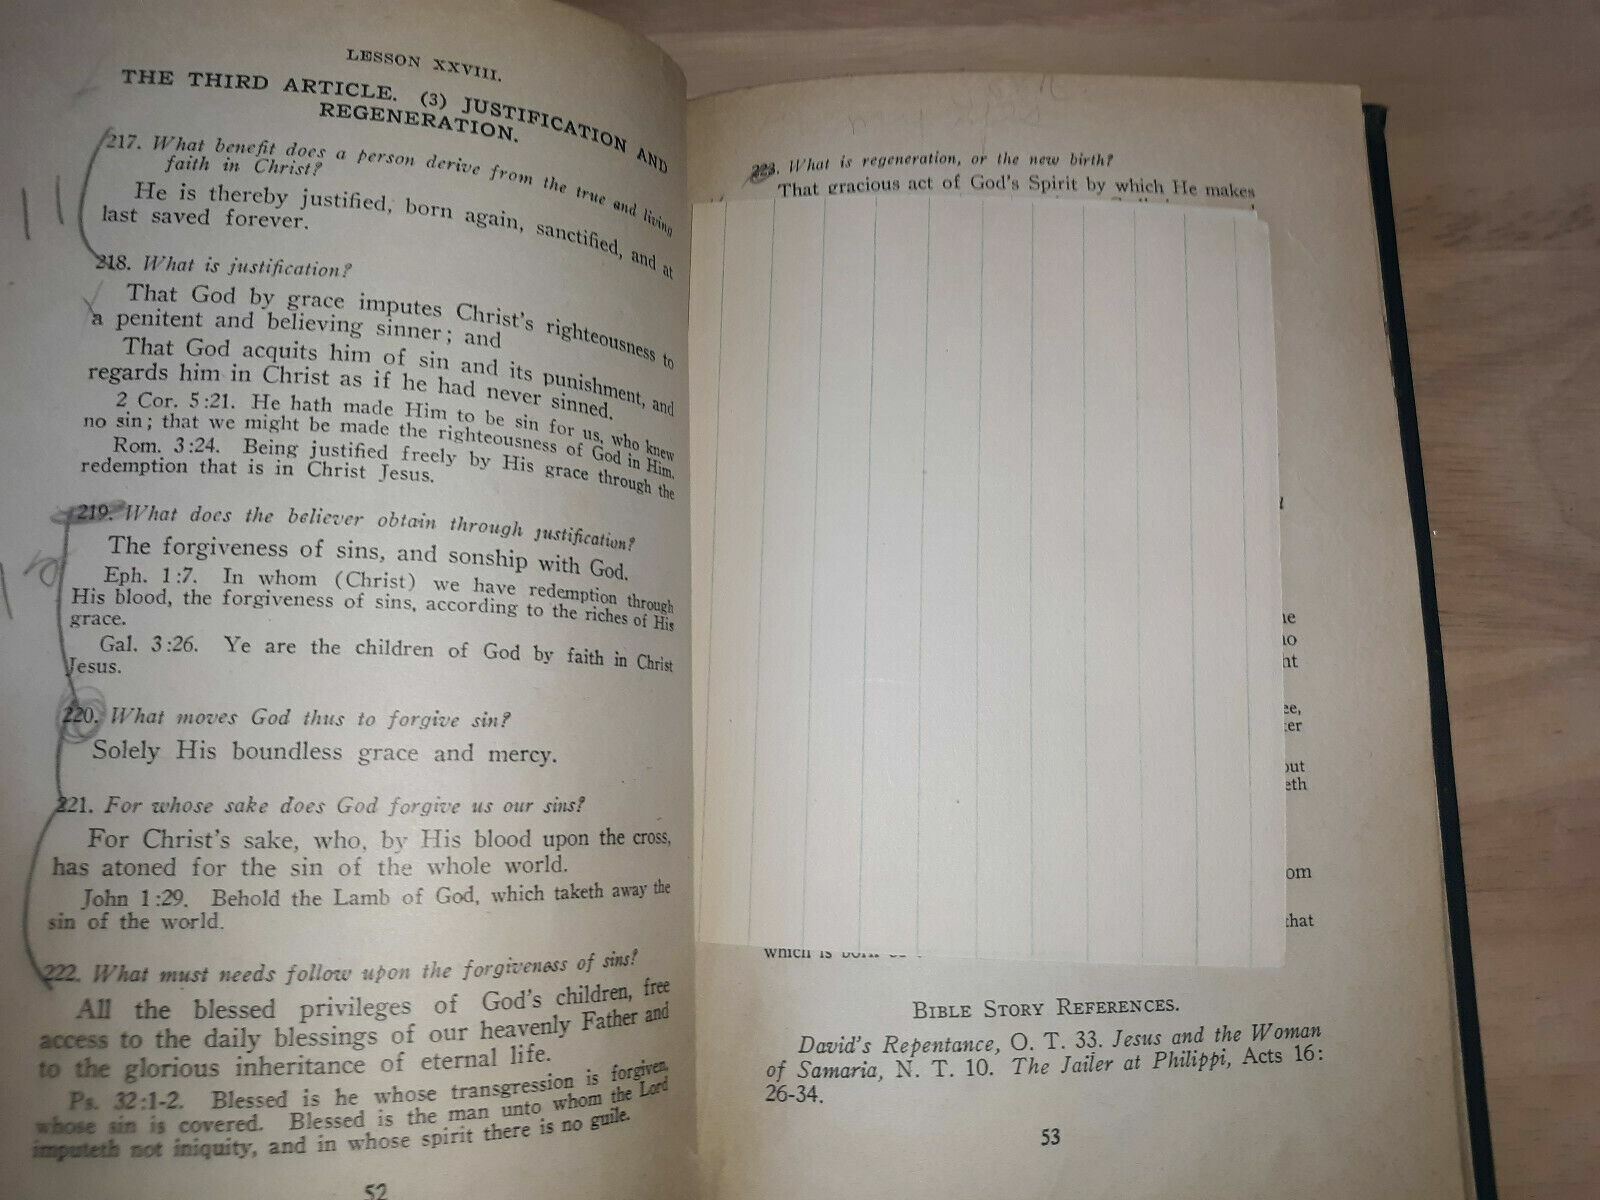 LESSON XXVIII.
THE THIRD ARTICLE. (3) JUSTIFICATION AND
REGENERATION.
217. What benefit does a person derive from the true and living
faith in Christ?
He is thereby justified, born again, sanctified, and at
last saved forever.
218. What is justification?
That God by grace imputes Christ's righteousness to
a penitent and believing sinner; and
That God acquits him of sin and its punishment, and
regards him in Christ as if he had never sinned.
2 Cor. 5:21. He hath made Him to be sin for us, who knew
no sin; that we might be made the righteousness of God in Him.
Rom. 3:24. Being justified freely by His grace through the
redemption that is in Christ Jesus.
219. What does the believer obtain through justification?
The forgiveness of sins, and sonship with God.
Eph. 1:7. In whom (Christ) we have redemption through
His blood, the forgiveness of sins, according to the riches of His
grace.
Gal. 3:26. Ye are the children of God by faith in Christ
Jesus.
220. What moves God thus to forgive sin?
Solely His boundless grace and mercy.
221. For whose sake does God forgive us our sins?
For Christ's sake, who, by His blood upon the cross,
has atoned for the sin of the whole world.
John 1:29. Behold the Lamb of God, which taketh away the
sin of the world.
222. What must needs follow upon the forgiveness of sins?
All the blessed privileges of God's children, free
access to the daily blessings of our heavenly Father and
to the glorious inheritance of eternal life.
Ps. 32:1-2. Blessed is he whose transgression is forgiven,
whose sin is covered. Blessed is the man unto whom the Lord
imputeth not iniquity, and in whose spirit there is no guile.
52
223. What is regeneration, or the new birth?
That gracious act of God's Spirit by which He makes
that
which is born
BIBLE STORY REFERENCES.
David's Repentance, O. T. 33. Jesus and the Woman
of Samaria, N. T. 10. The Jailer at Philippi, Acts 16:
26-34.
53